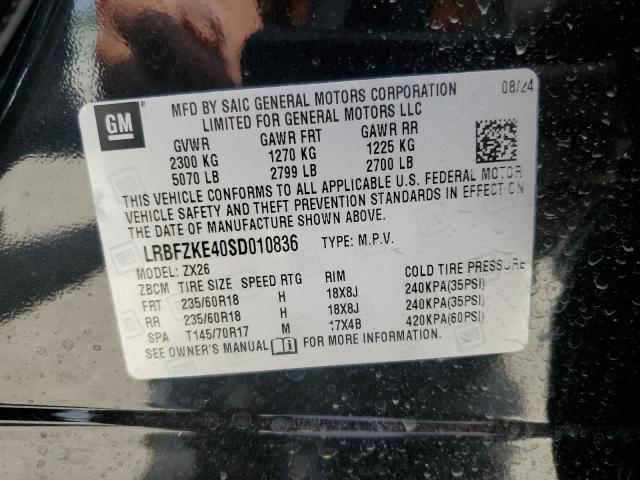 GM
MFD BY SAIC GENERAL MOTORS CORPORATION 08/24
LIMITED FOR GENERAL MOTORS LLC
GVWR GAWR FRT GAWR RR
2300 KG 1270 KG 1225 KG
5070 LB 2799 LB 2700 LB
THIS VEHICLE CONFORMS TO ALL APPLICABLE U.S. FEDERAL MOTOR
VEHICLE SAFETY AND THEFT PREVENTION STANDARDS IN EFFECT ON
THE DATE OF MANUFACTURE SHOWN ABOVE.
LRBFZKE40SD010836 TYPE: M.P.V.
MODEL: ZX26
ZBCM TIRE SIZE SPEED RTG RIM COLD TIRE PRESSURE
FRT 235/60R18 H 18X8J 240KPA(35PSI)
RR 235/60R18 H 18X8J 240KPA(35PSI)
SPA T145/70R17 M 17X4B 420KPA(60PSI)
SEE OWNER'S MANUAL FOR MORE INFORMATION.